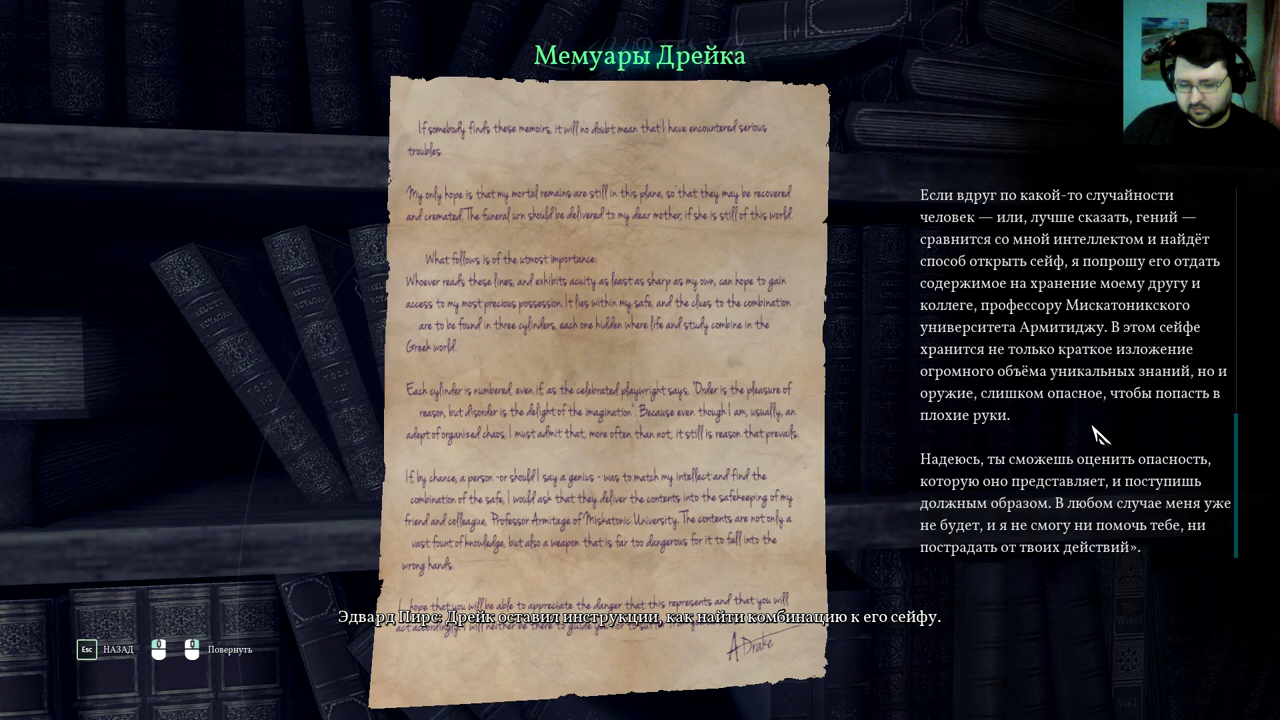 Мемуары Дрейка
If somebody finds these memoirs, it will no doubt mean that I have encountered serious
troubles.
My only hope is that my mortal remains are still in this plane, so that they may be recovered
and cremated. The funeral urn should be delivered to my dear mother, if she is still of this world.
What follows is of the utmost importance:
Whoever reads these lines, and exhibits acuity at least as sharp as my own, can hope to gain
access to my most precious possession. It lies within my safe, and the clues to the combination
are to be found in three cylinders, each one hidden where life and study combine in the
Greek world.
Each cylinder is numbered, even if, as the celebrated playwright says, "Order is the pleasure of
reason, but disorder is the delight of the imagination". Because even though I am, usually, an
adept of organized chaos, I must admit that, more often than not, it still is reason that prevails.
If by chance, a person -or should I say a genius - was to match my intellect and find the
combination of the safe, I would ask that they deliver the contents into the safekeeping of my
friend and colleague, Professor Armitage of Miskatonic University. The contents are not only a
vast fount of knowledge, but also a weapon that is far too dangerous for it to fall into the
wrong hands.
I hope that you will be able to appreciate the danger that this represents and that you will
act accordingly. I will neither be there to guide you
A Drake
Если вдруг по какой-то случайности
человек — или, лучше сказать, гений —
сравнится со мной интеллектом и найдёт
способ открыть сейф, я попрошу его отдать
содержимое на хранение моему другу и
коллеге, профессору Мискатоникского
университета Армитиджу. В этом сейфе
хранится не только краткое изложение
огромного объёма уникальных знаний, но и
оружие, слишком опасное, чтобы попасть в
плохие руки.
Надеюсь, ты сможешь оценить опасность,
которую оно представляет, и поступишь
должным образом. В любом случае меня уже
не будет, и я не смогу ни помочь тебе, ни
пострадать от твоих действий».
Эдвард Пирс: Дрейк оставил инструкции, как найти комбинацию к его сейфу.
Esc НАЗАД Повернуть